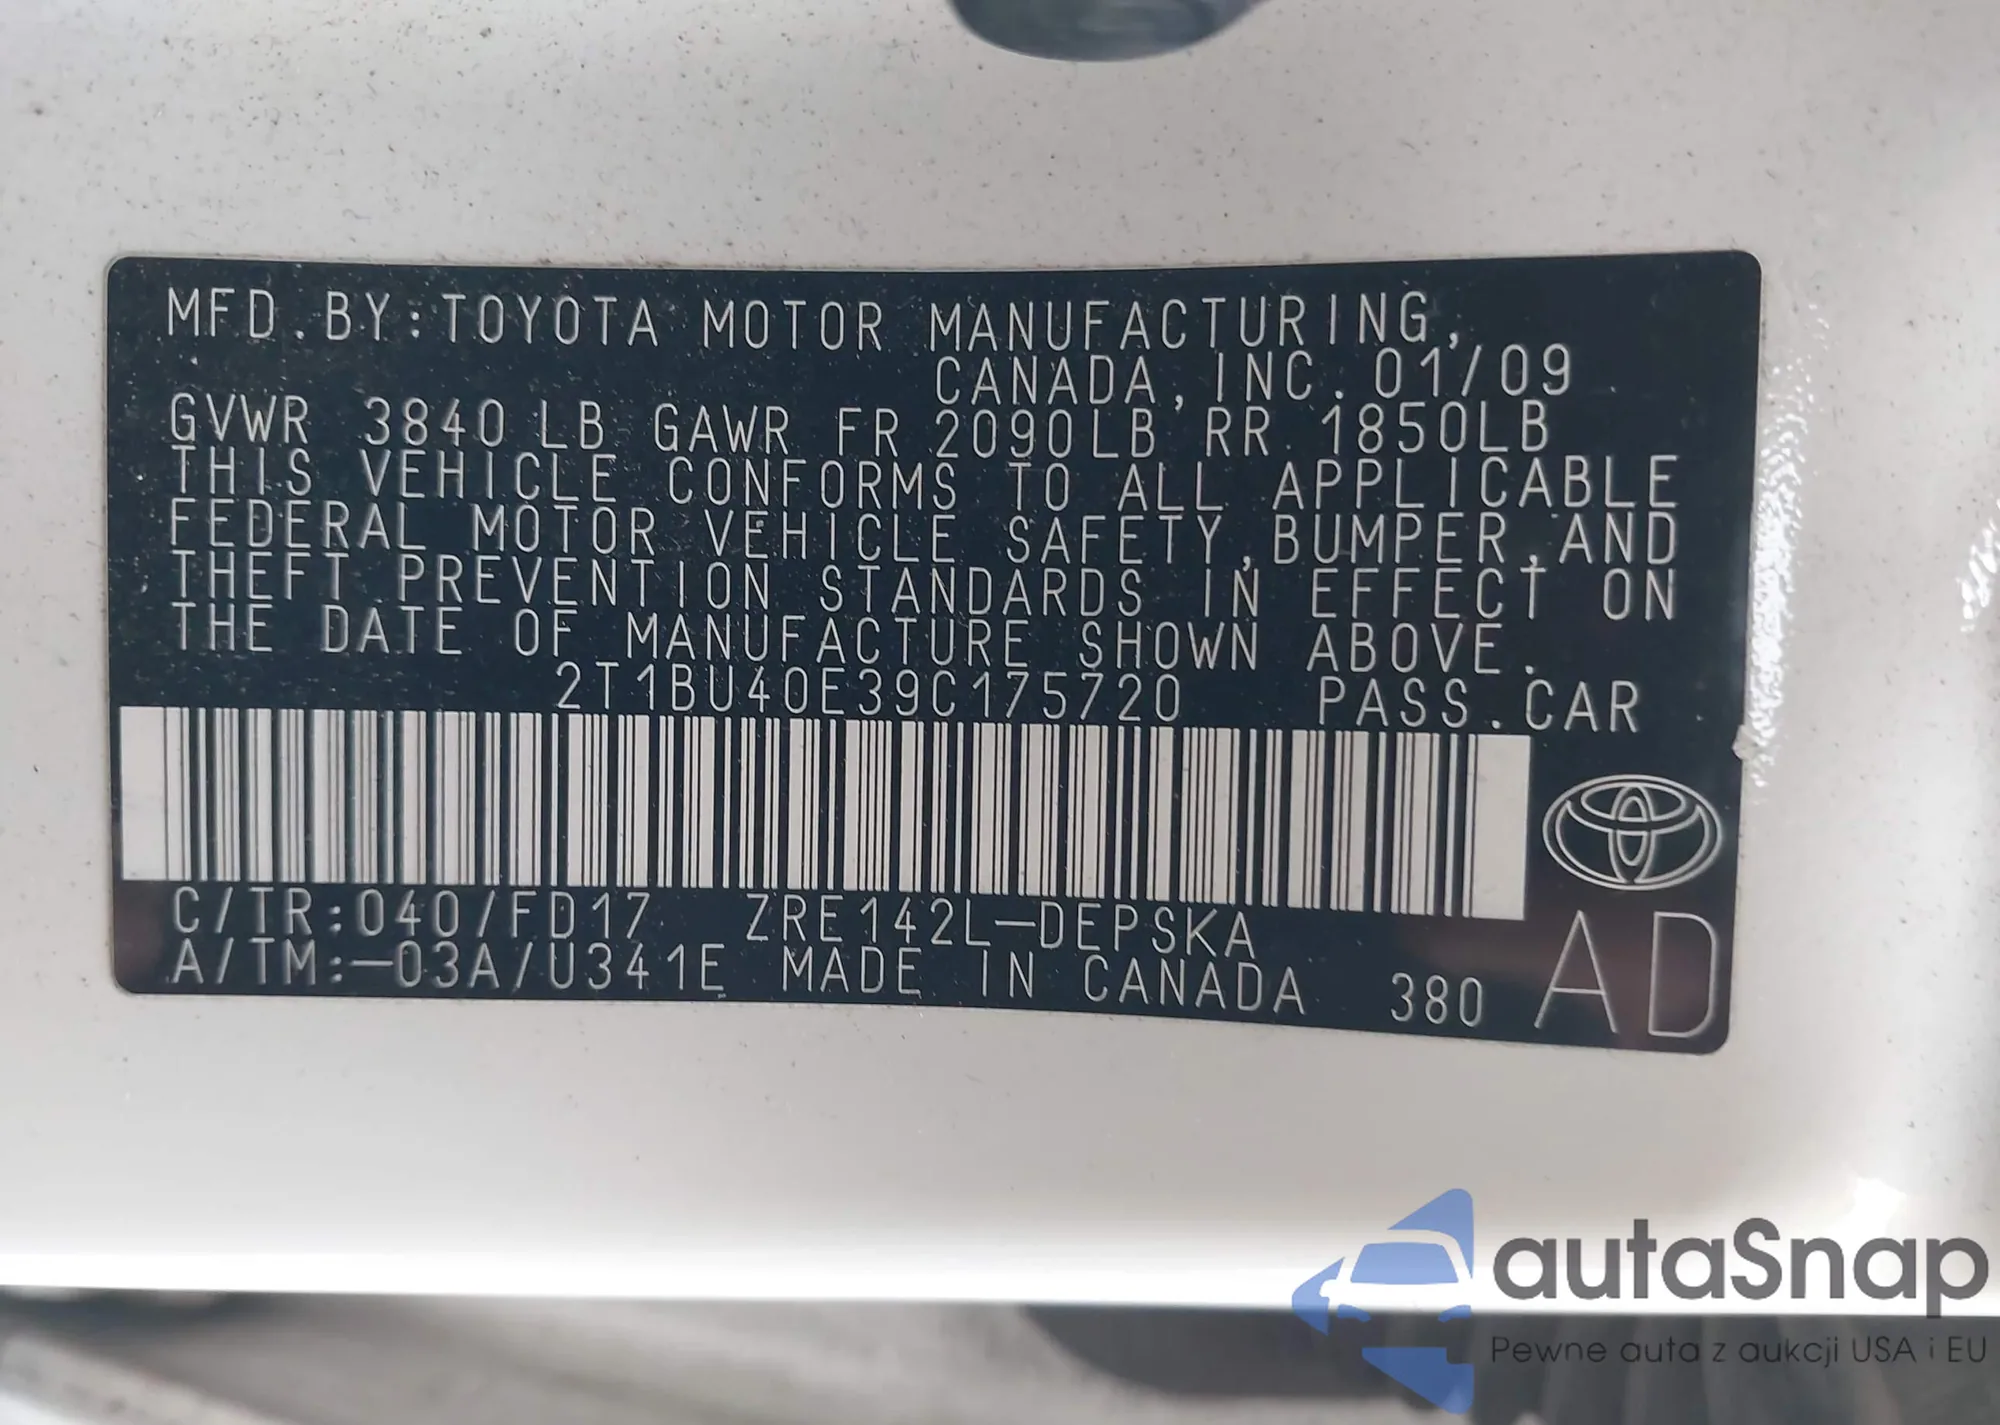 MFD.BY:TOYOTA MOTOR MANUFACTURING,
CANADA, INC. 01/09
GVWR 3840 LB GAWR FR 2090LB RR 1850LB
THIS VEHICLE CONFORMS TO ALL APPLICABLE
FEDERAL MOTOR VEHICLE SAFETY,BUMPER,AND
THEFT PREVENTION STANDARDS IN EFFECT ON
THE DATE OF MANUFACTURE SHOWN ABOVE.
2T1BU40E39C175720 PASS.CAR
C/TR:040/FD17 ZRE142L-DEPSKA
A/TM:-03A/U341E MADE IN CANADA 380 AD
autaSnap
Pewne auta z aukcji USA i EU